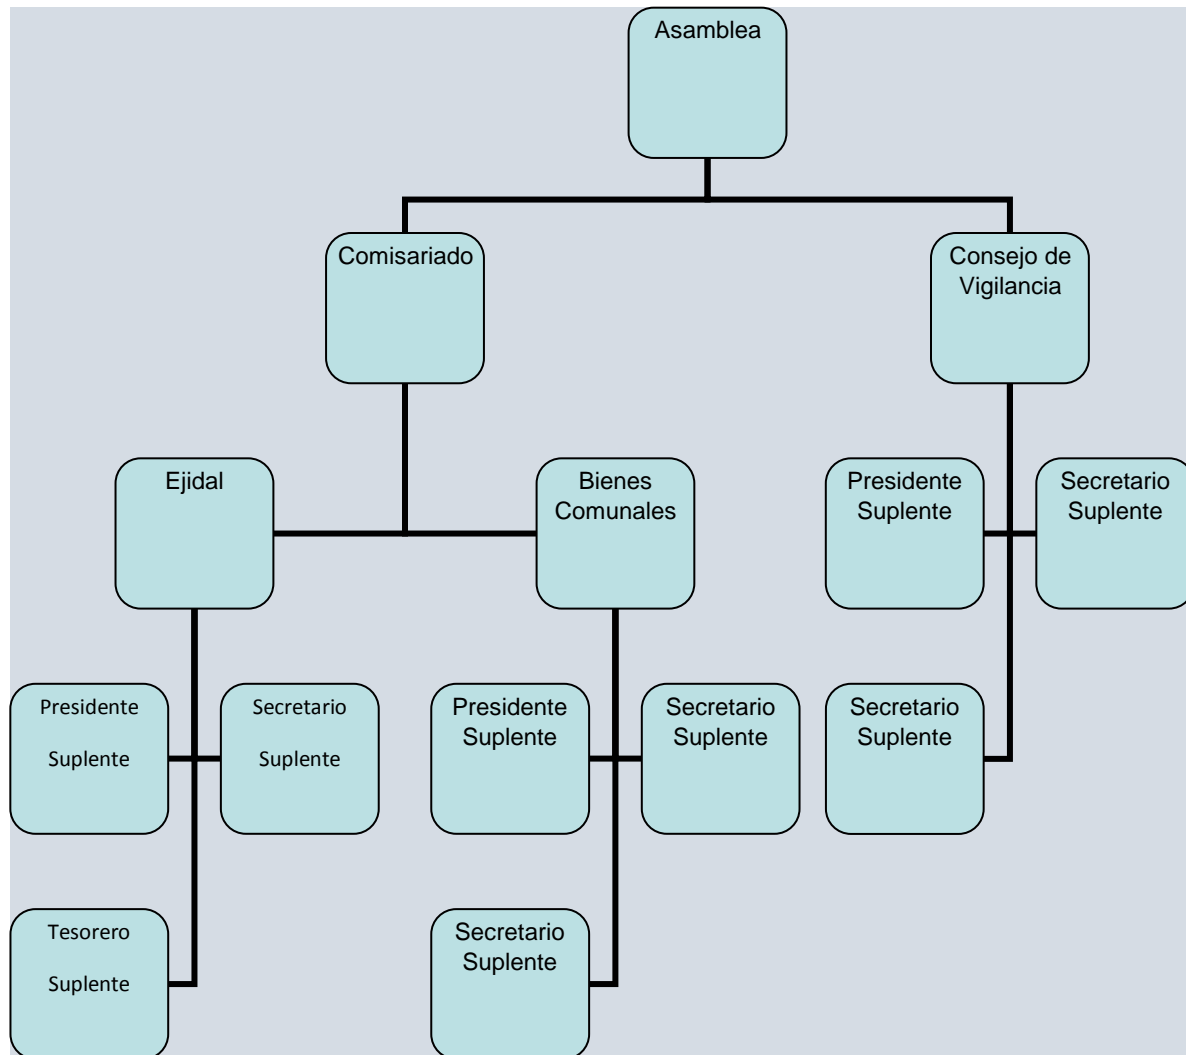 Asamblea
Comisariado
Consejo de
Vigilancia
Ejidal
Bienes
Comunales
Presidente
Suplente
Secretario
Suplente
Presidente
Suplente
Secretario
Suplente
Presidente
Suplente
Secretario
Suplente
Secretario
Suplente
Tesorero
Suplente
Secretario
Suplente